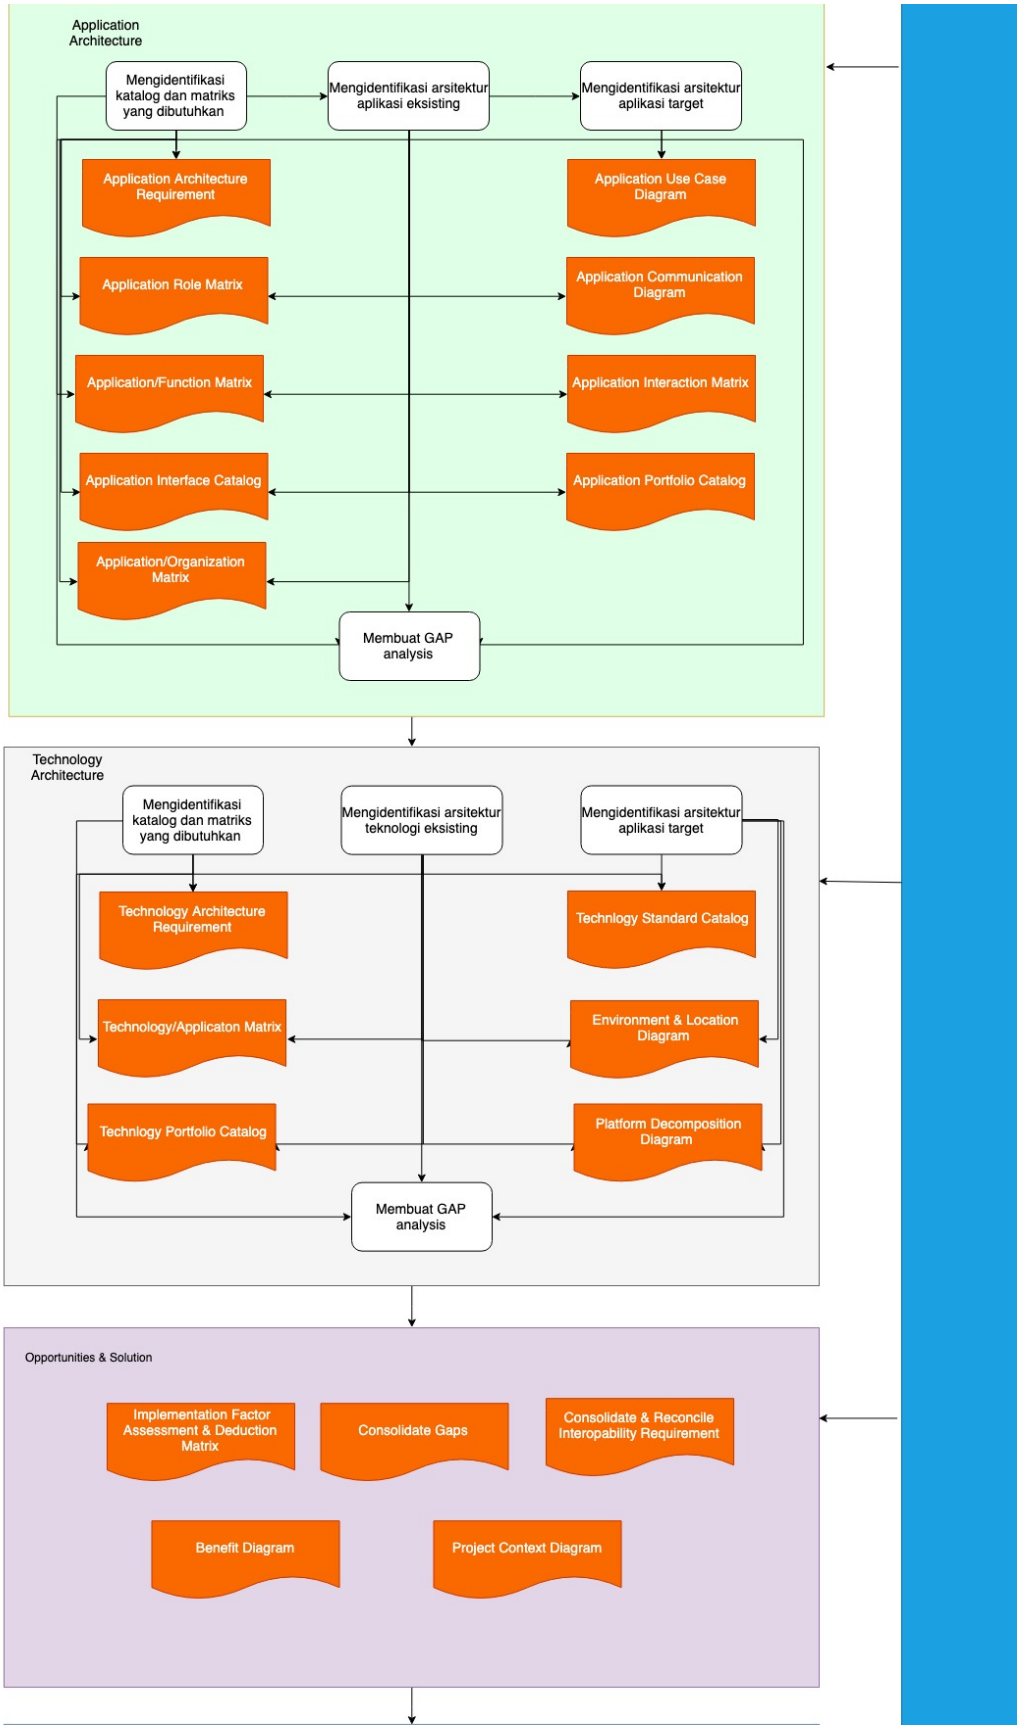 Application
Architecture
Mengidentifikasi
katalog dan matriks
yang dibutuhkan
Mengidentifikasi arsitektur
aplikasi eksisting
Mengidentifikasi arsitektur
aplikasi target
Application Architecture
Requirement
Application Use Case
Diagram
Application Role Matrix
Application Communication
Diagram
Application/Function Matrix
Application Interaction Matrix
Application Interface Catalog
Application Portfolio Catalog
Application/Organization
Matrix
Membuat GAP
analysis
Technology
Architecture
Mengidentifikasi
katalog dan matriks
yang dibutuhkan
Mengidentifikasi arsitektur
teknologi eksisting
Mengidentifikasi arsitektur
aplikasi target
Technology Architecture
Requirement
Technlogy Standard Catalog
Technology/Applicaton Matrix
Environment & Location
Diagram
Technlogy Portfolio Catalog
Platform Decomposition
Diagram
Membuat GAP
analysis
Opportunities & Solution
Implementation Factor
Assessment & Deduction
Matrix
Consolidate Gaps
Consolidate & Reconcile
Interopability Requirement
Benefit Diagram
Project Context Diagram